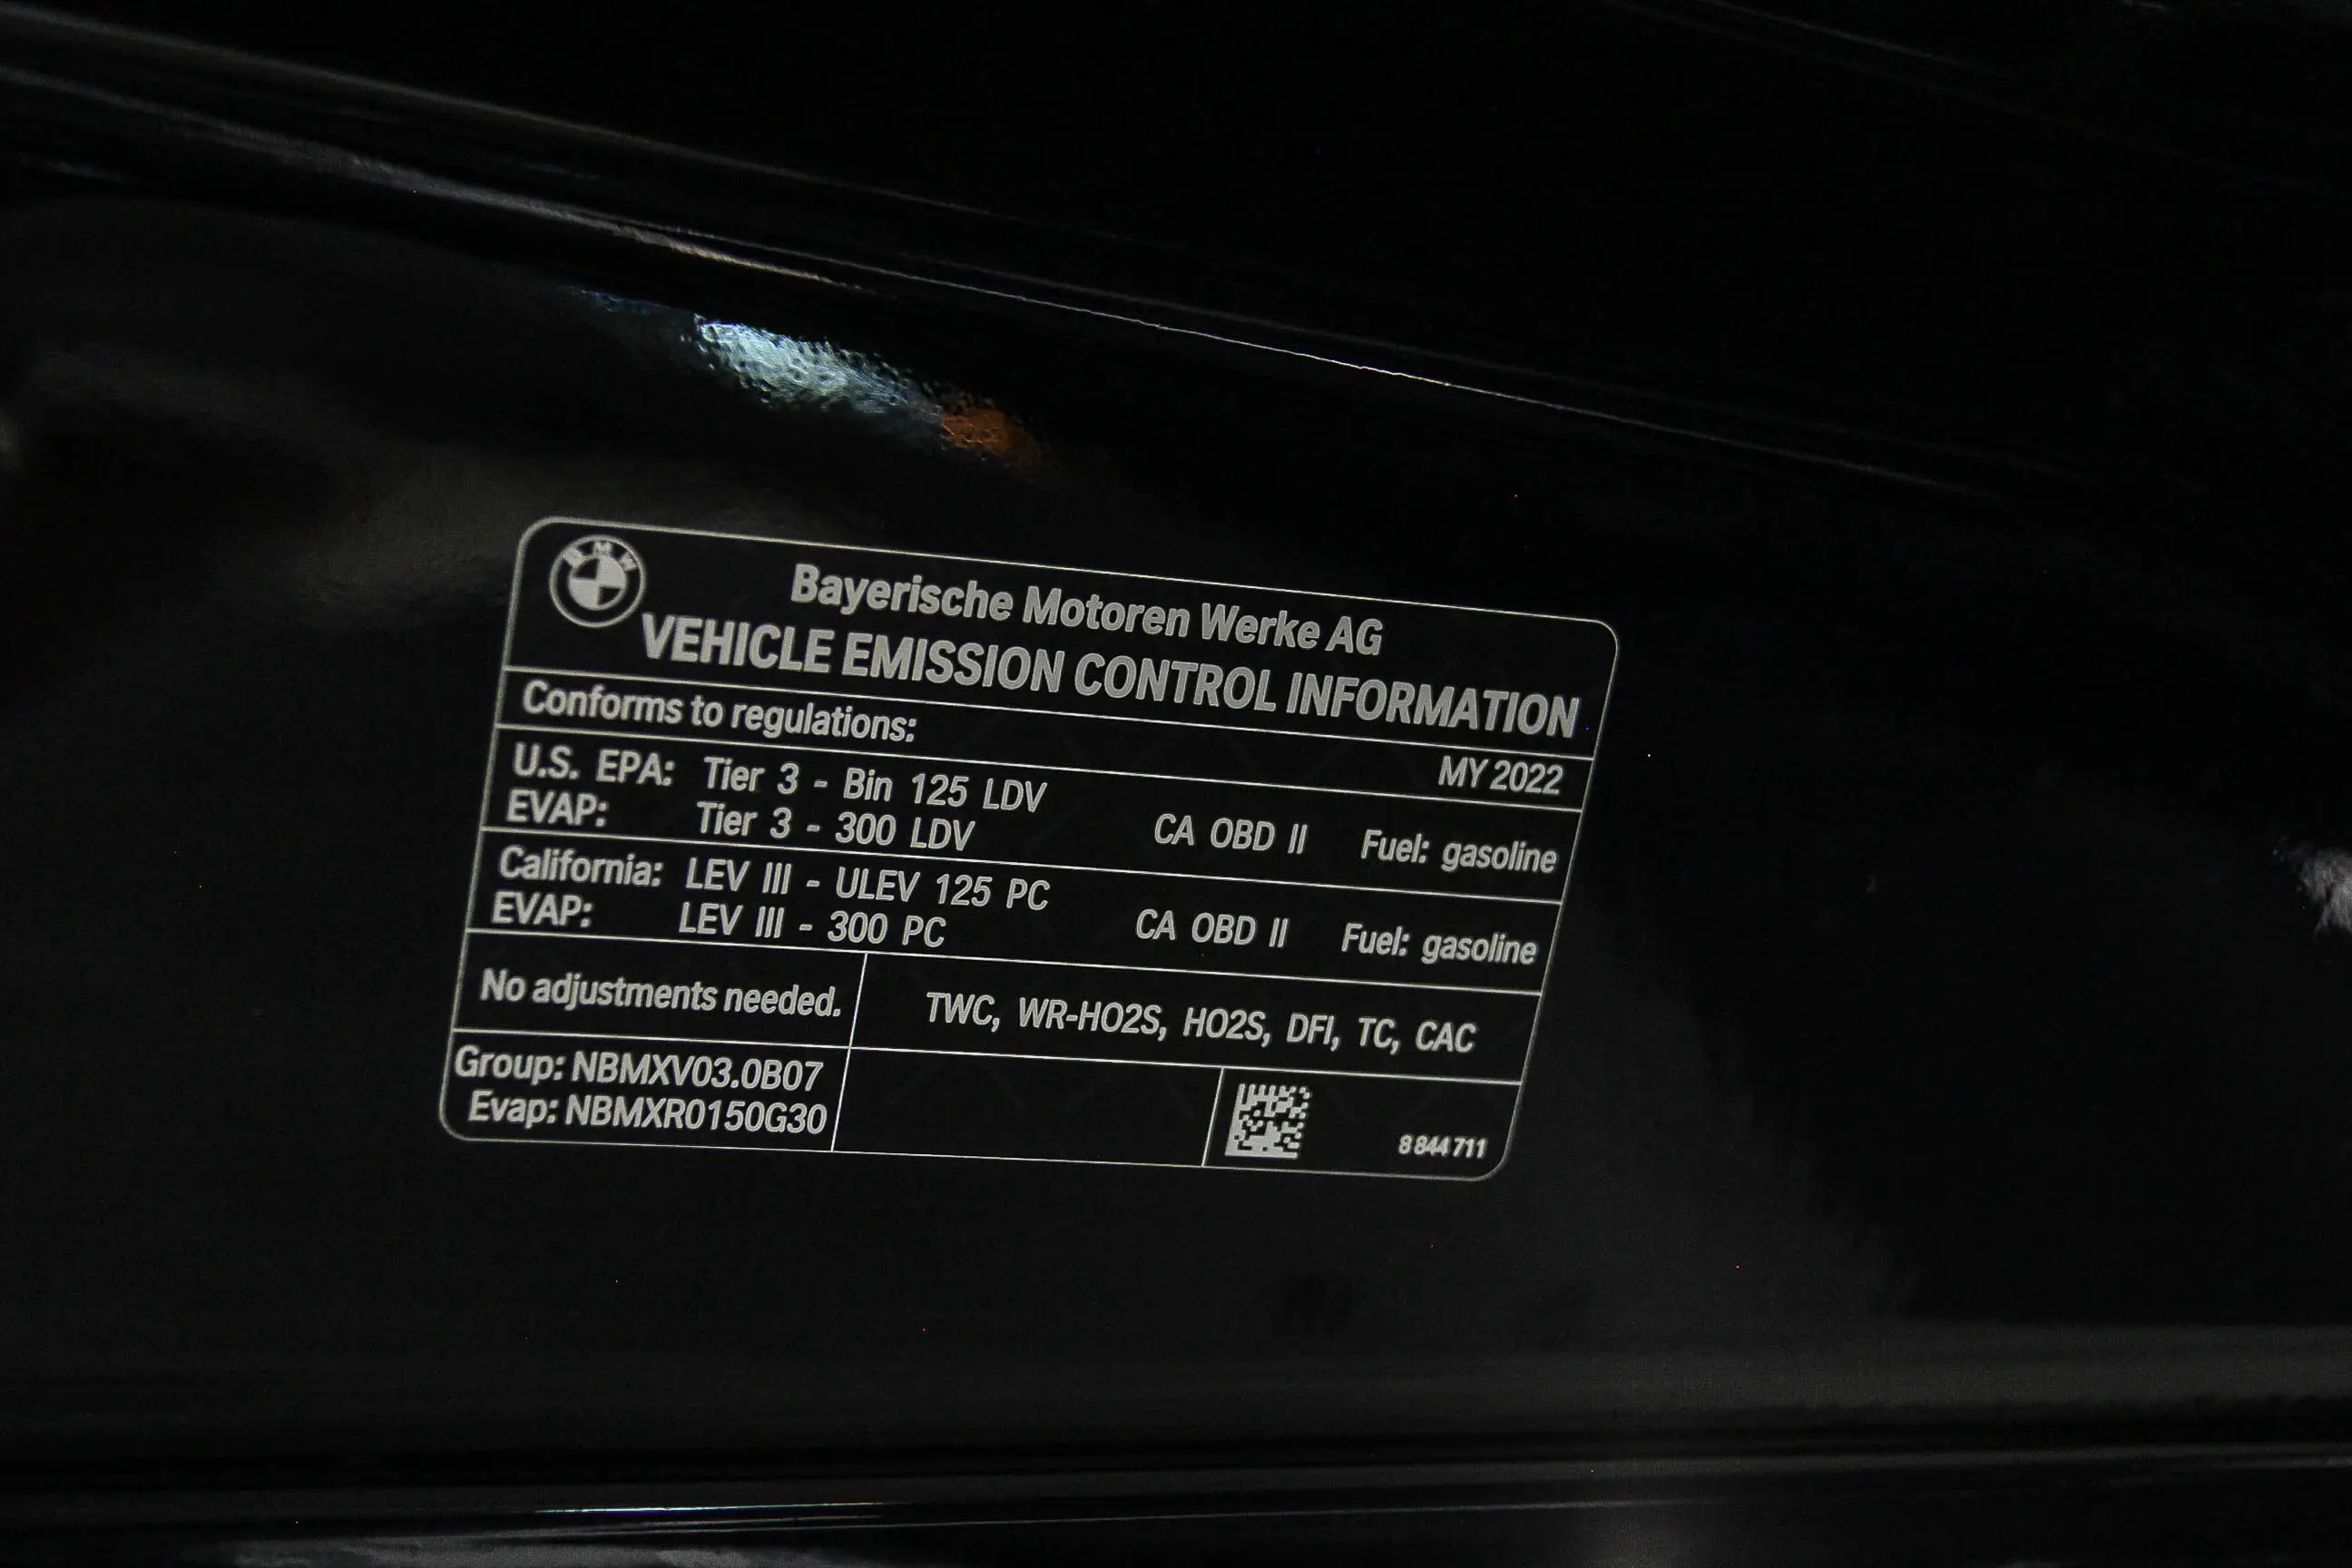 BMW
Bayerische Motoren Werke AG
VEHICLE EMISSION CONTROL INFORMATION
Conforms to regulations:
MY 2022
U.S. EPA: Tier 3 - Bin 125 LDV
EVAP: Tier 3 - 300 LDV
CA OBD II Fuel: gasoline
California: LEV III - ULEV 125 PC
EVAP: LEV III - 300 PC
CA OBD II Fuel: gasoline
No adjustments needed.
TWC, WR-HO2S, HO2S, DFI, TC, CAC
Group: NBMXV03.0B07
Evap: NBMXR0150G30
8 844 711